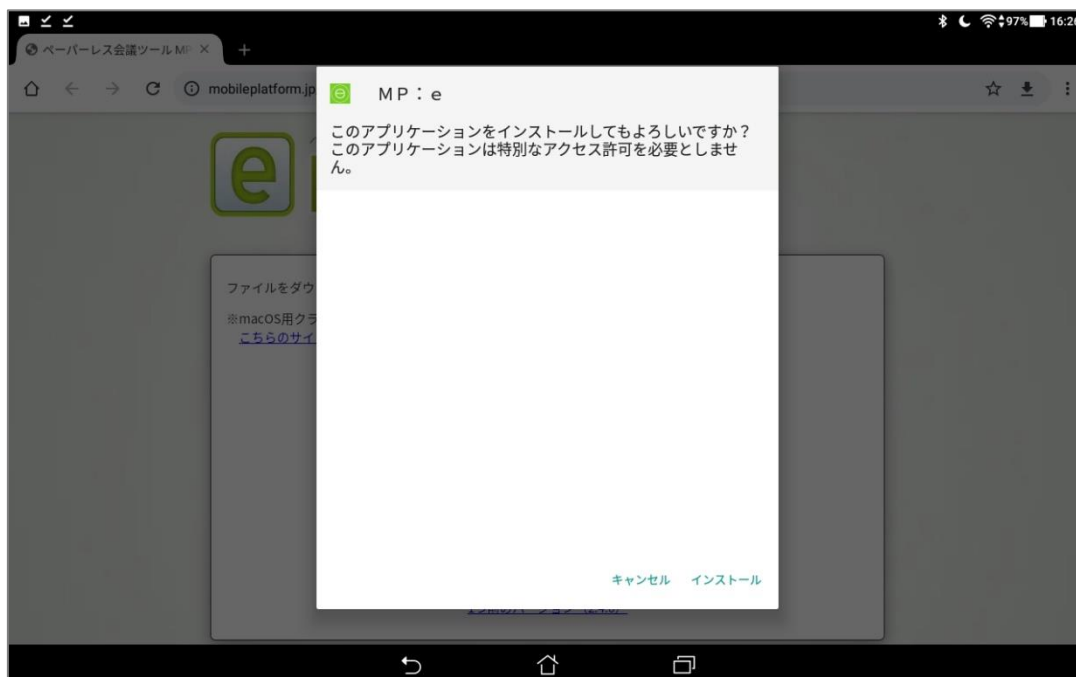 97% 16:26
ペーパーレス会議ツール MP
mobileplatform.jp
MP：e
このアプリケーションをインストールしてもよろしいですか？
このアプリケーションは特別なアクセス許可を必要としませ
ん。
e
ファイルをダウ
※macOS用クラ
こちらのサイ
キャンセル インストール